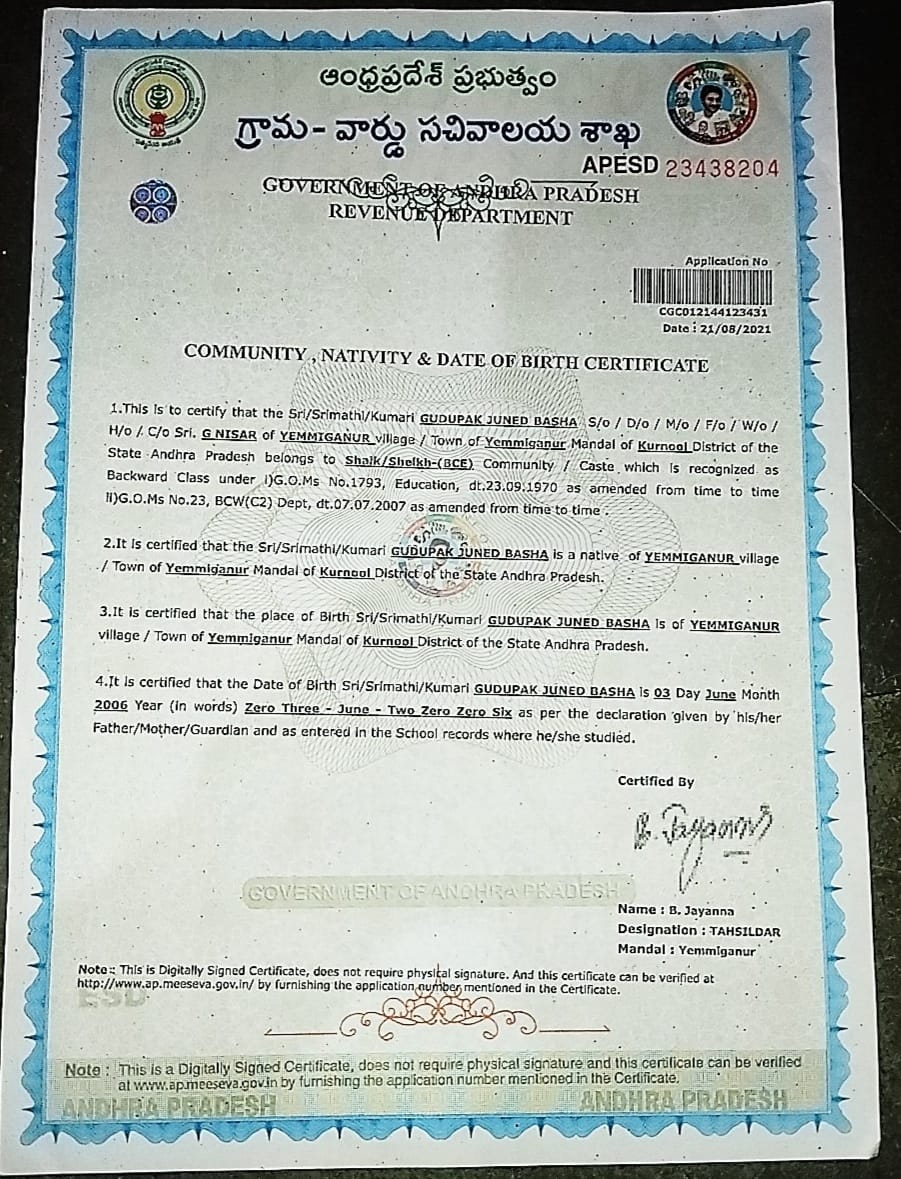 ఆంధ్రప్రదేశ్ ప్రభుత్వం
గ్రామ- వార్డు సచివాలయ శాఖ
APESD 23438204
GOVERNMENT OF ANDHRA PRADESH
REVENUE DEPARTMENT
Application No
CGC012144123431
Date : 21/08/2021
COMMUNITY , NATIVITY & DATE OF BIRTH CERTIFICATE
1.This is to certify that the Sri/Srimathi/Kumari GUDUPAK JUNED BASHA S/o / D/o / M/o / F/o / W/o /
H/o / C/o Sri. G NISAR of YEMMIGANUR village / Town of Yemmiganur Mandal of Kurnool District of the
State Andhra Pradesh belongs to Shaik/Sheikh-(BCE) Community / Caste which is recognized as
Backward Class under i)G.O.Ms No.1793, Education, dt.23.09.1970 as amended from time to time
ii)G.O.Ms No.23, BCW(C2) Dept, dt.07.07.2007 as amended from time to time .
2.It is certified that the Sri/Srimathi/Kumari GUDUPAK JUNED BASHA is a native of YEMMIGANUR village
/ Town of Yemmiganur Mandal of Kurnool District of the State Andhra Pradesh.
3.It is certified that the place of Birth Sri/Srimathi/Kumari GUDUPAK JUNED BASHA is of YEMMIGANUR
village / Town of Yemmiganur Mandal of Kurnool District of the State Andhra Pradesh.
4.It is certified that the Date of Birth Sri/Srimathi/Kumari GUDUPAK JUNED BASHA is 03 Day June Month
2006 Year (in words) Zero Three - June - Two Zero Zero Six as per the declaration given by his/her
Father/Mother/Guardian and as entered in the School records where he/she studied.
Certified By
B. Jayanna
GOVERNMENT OF ANDHRA PRADESH
Name : B. Jayanna
Designation : TAHSILDAR
Mandal : Yemmiganur
Note:: This is Digitally Signed Certificate, does not require physical signature. And this certificate can be verified at
http://www.ap.meeseva.gov.in/ by furnishing the application number mentioned in the Certificate.
ESD
Note : This is a Digitally Signed Certificate, does not require physical signature and this certificate can be verified
at www.ap.meeseva.gov.in by furnishing the application number mentioned in the Certificate.
ANDHRA PRADESH ANDHRA PRADESH